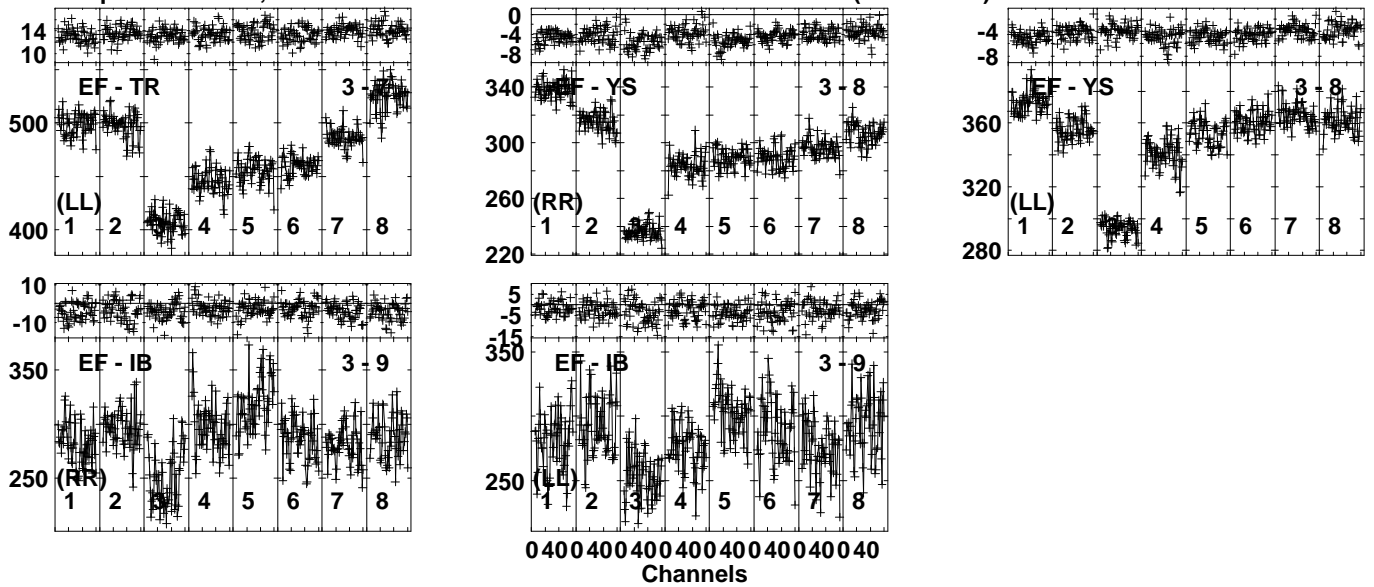 14
10
EF - TR
500
(LL)
1 2 4 5 6 7 8
400
0
-4
-8
340
EF - YS 3 - 8
300
260
(RR)
1 2 3 4 5 6 7 8
220
-4
-8
EF - YS 3 - 8
360
320
(LL)
1 2 3 4 5 6 7 8
280
10
-10
EF - IB 3 - 9
350
250
(RR)
1 2 3 4 5 6 7 8
5
-5
-15
350
EF - IB 3 - 9
250
(LL)
1 2 3 4 5 6 7 8
0 40 0 40 0 40 0 40 0 40 0 40 0 40 0 40
Channels